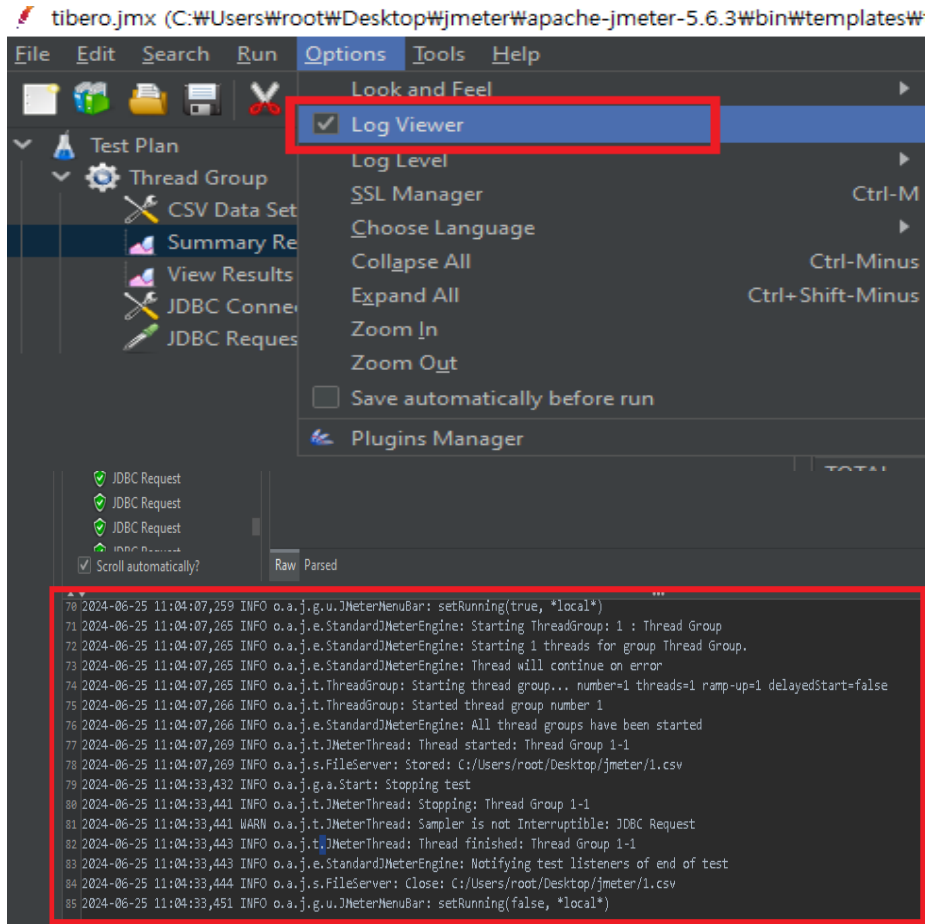 tibero.jmx (C:₩Users₩root₩Desktop₩jmeter₩apache-jmeter-5.6.3₩bin₩templates₩
File Edit Search Run Options Tools Help
Look and Feel
Log Viewer
Test Plan
Log Level
Thread Group
SSL Manager Ctrl-M
CSV Data Set
Choose Language
Summary Re
Collapse All Ctrl-Minus
View Results
Expand All Ctrl+Shift-Minus
JDBC Conne
Zoom In
JDBC Reques
Zoom Out
Save automatically before run
Plugins Manager
TOTAL
JDBC Request
JDBC Request
JDBC Request
JDBC Request
Scroll automatically? Raw Parsed
70 2024-06-25 11:04:07,259 INFO o.a.j.g.u.JMeterMenuBar: setRunning(true, *local*)
71 2024-06-25 11:04:07,265 INFO o.a.j.e.StandardJMeterEngine: Starting ThreadGroup: 1 : Thread Group
72 2024-06-25 11:04:07,265 INFO o.a.j.e.StandardJMeterEngine: Starting 1 threads for group Thread Group.
73 2024-06-25 11:04:07,265 INFO o.a.j.e.StandardJMeterEngine: Thread will continue on error
74 2024-06-25 11:04:07,265 INFO o.a.j.t.ThreadGroup: Starting thread group... number=1 threads=1 ramp-up=1 delayedStart=false
75 2024-06-25 11:04:07,266 INFO o.a.j.t.ThreadGroup: Started thread group number 1
76 2024-06-25 11:04:07,266 INFO o.a.j.e.StandardJMeterEngine: All thread groups have been started
77 2024-06-25 11:04:07,269 INFO o.a.j.t.JMeterThread: Thread started: Thread Group 1-1
78 2024-06-25 11:04:07,269 INFO o.a.j.s.FileServer: Stored: C:/Users/root/Desktop/jmeter/1.csv
79 2024-06-25 11:04:33,432 INFO o.a.j.g.a.Start: Stopping test
80 2024-06-25 11:04:33,441 INFO o.a.j.t.JMeterThread: Stopping: Thread Group 1-1
81 2024-06-25 11:04:33,441 WARN o.a.j.t.JMeterThread: Sampler is not Interruptible: JDBC Request
82 2024-06-25 11:04:33,443 INFO o.a.j.t.JMeterThread: Thread finished: Thread Group 1-1
83 2024-06-25 11:04:33,443 INFO o.a.j.e.StandardJMeterEngine: Notifying test listeners of end of test
84 2024-06-25 11:04:33,444 INFO o.a.j.s.FileServer: Close: C:/Users/root/Desktop/jmeter/1.csv
85 2024-06-25 11:04:33,451 INFO o.a.j.g.u.JMeterMenuBar: setRunning(false, *local*)